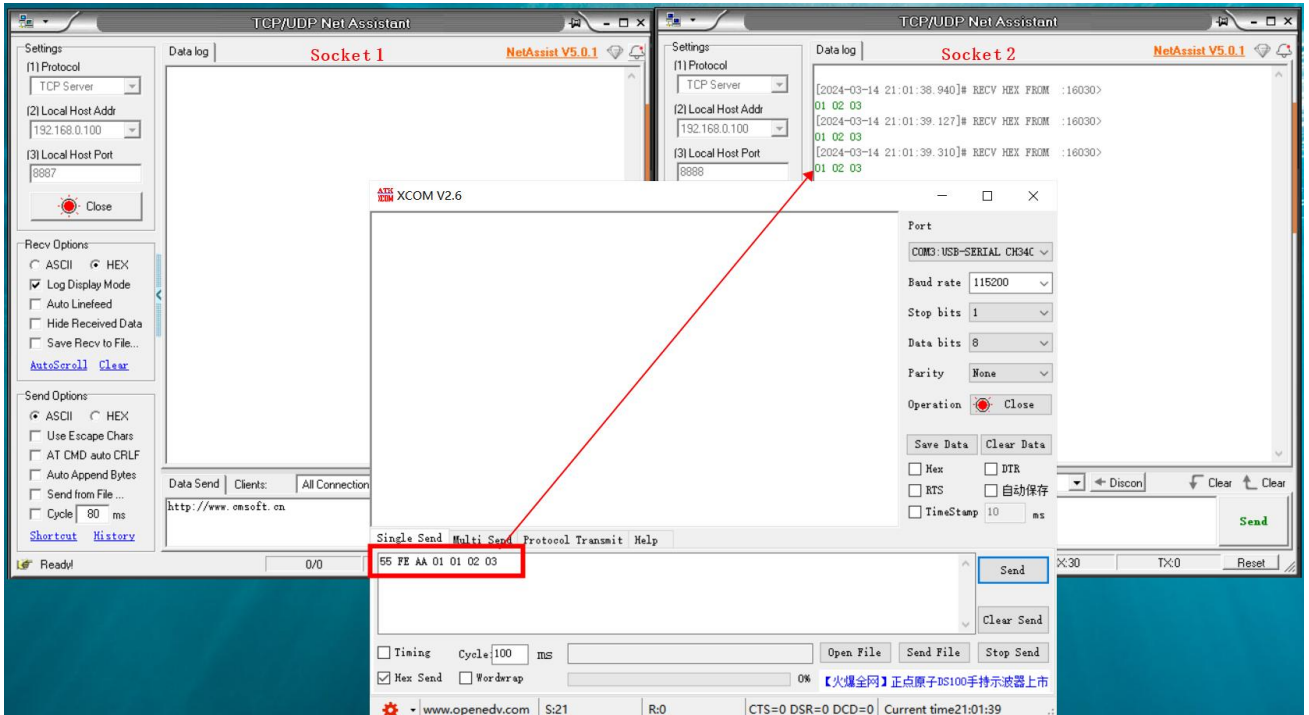 TCP/UDP Net Assistant
Settings
(1) Protocol
TCP Server
(2) Local Host Addr
192.168.0.100
(3) Local Host Port
8887
Close
Recv Options
ASCII HEX
Log Display Mode
Auto Linefeed
Hide Received Data
Save Recv to File...
AutoScroll Clear
Send Options
ASCII HEX
Use Escape Chars
AT CMD auto CRLF
Auto Append Bytes
Send from File ...
Cycle 80 ms
Shortcut History
Data log
Socket 1
NetAssist V5.0.1
Data Send Clients: All Connection
http://www.cmsoft.cn
Ready!
0/0
TCP/UDP Net Assistant
Settings
(1) Protocol
TCP Server
(2) Local Host Addr
192.168.0.100
(3) Local Host Port
8888
Data log
Socket 2
NetAssist V5.0.1
[2024-03-14 21:01:38.940]# RECV HEX FROM :16030>
01 02 03
[2024-03-14 21:01:39.127]# RECV HEX FROM :16030>
01 02 03
[2024-03-14 21:01:39.310]# RECV HEX FROM :16030>
01 02 03
Discon
Clear Clear
Send
X:30
TX:0
Reset
ATK XCOM
XCOM V2.6
Port
COM3:USB-SERIAL CH34C
Baud rate 115200
Stop bits 1
Data bits 8
Parity None
Operation Close
Save Data Clear Data
Hex DTR
RTS 自动保存
TimeStamp 10 ms
Single Send Multi Send Protocol Transmit Help
55 FE AA 01 01 02 03
Send
Clear Send
Timing Cycle: 100 ms
Open File Send File Stop Send
Hex Send Wordwrap
0%
【火爆全网】正点原子DS100手持示波器上市
www.openedv.com S:21 R:0 CTS=0 DSR=0 DCD=0 Current time21:01:39